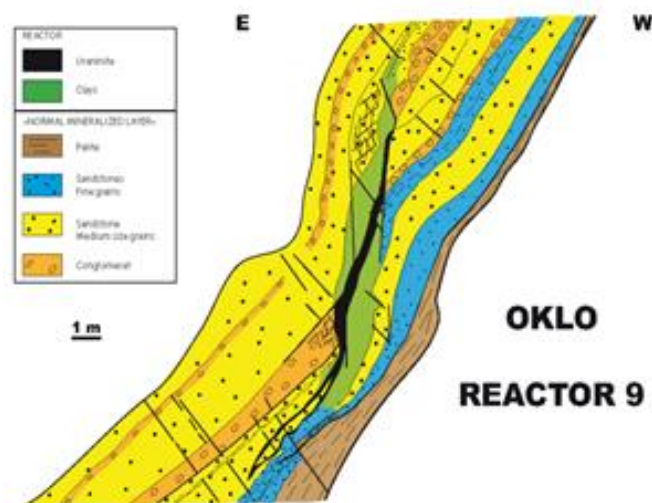 E
W
REACTOR
Uraninite
Clays
«NORMAL MINERALIZED LAYER»
Pelite
Sandstones
Fine grains
Sandstone
Medium size grains
Conglomerat
1 m
OKLO
REACTOR 9